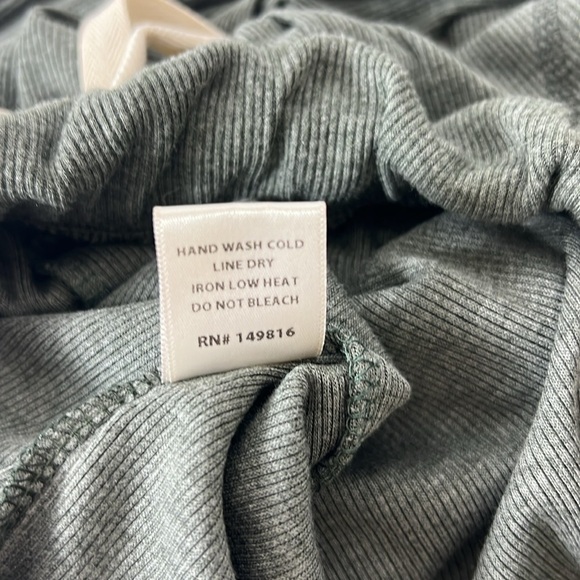 HAND WASH COLD
LINE DRY
IRON LOW HEAT
DO NOT BLEACH
RN# 149816